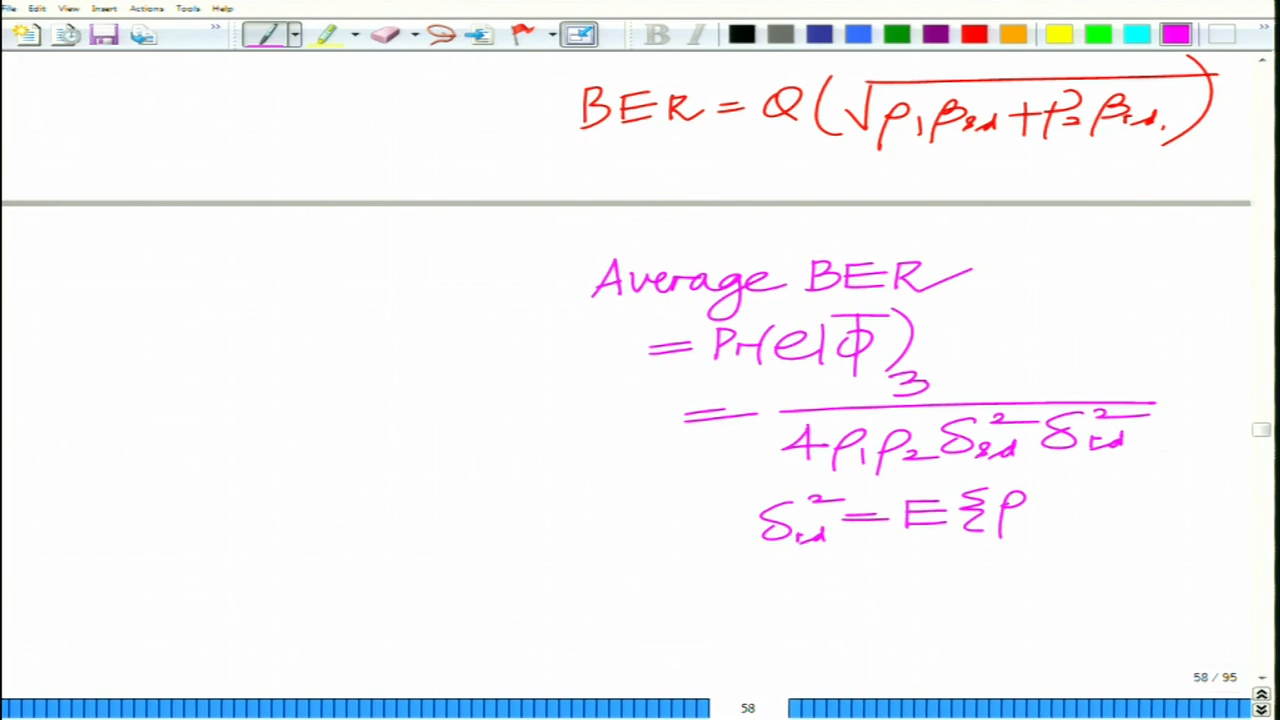 File Edit View Insert Actions Tools Help
B I
BER = Q(√ρ₁β_sd + ρ₂β_rd)
Average BER
= Pr(e|Φ̅)
= 3 / 4ρ₁ρ₂δ²_sd δ²_rd
δ²_rd = E{ρ
58 / 95
58